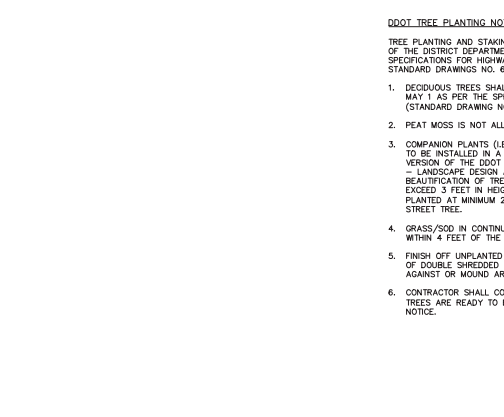 DDOT TREE PLANTING NO
TREE PLANTING AND STAKIN
OF THE DISTRICT DEPARTME
SPECIFICATIONS FOR HIGHWA
STANDARD DRAWINGS NO. 6
1. DECIDUOUS TREES SHAL
MAY 1 AS PER THE SPE
(STANDARD DRAWING N
2. PEAT MOSS IS NOT ALL
3. COMPANION PLANTS (I.E
TO BE INSTALLED IN A
VERSION OF THE DDOT
– LANDSCAPE DESIGN
BEAUTIFICATION OF TRE
EXCEED 3 FEET IN HEIG
PLANTED AT MINIMUM 2
STREET TREE.
4. GRASS/SOD IN CONTINU
WITHIN 4 FEET OF THE
5. FINISH OFF UNPLANTED
OF DOUBLE SHREDDED
AGAINST OR MOUND AR
6. CONTRACTOR SHALL CO
TREES ARE READY TO
NOTICE.